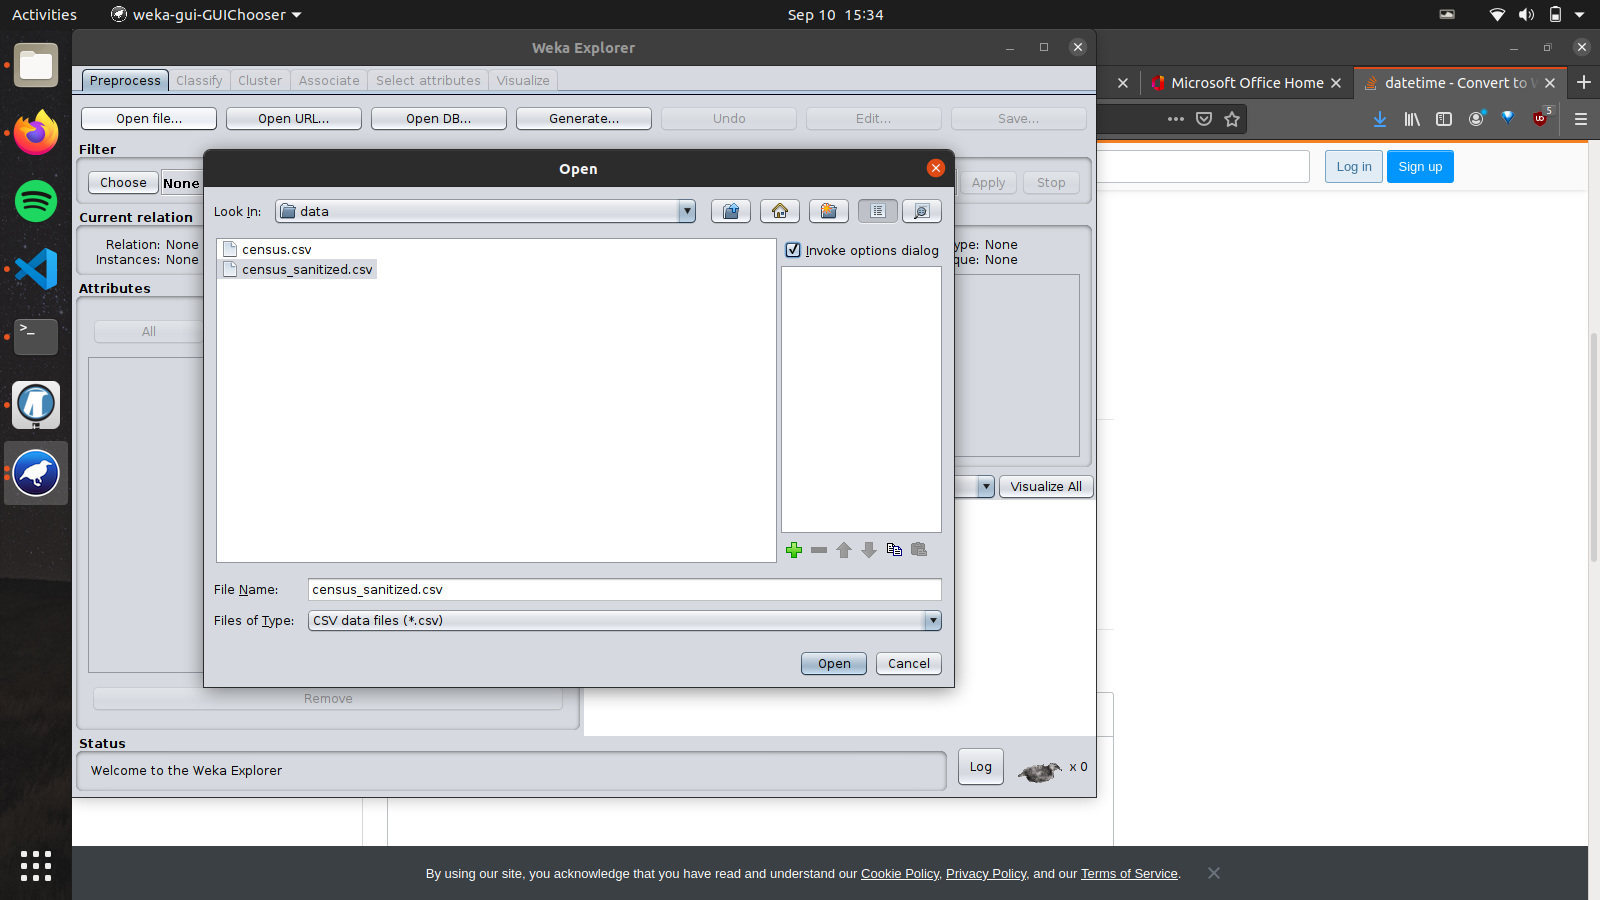 Activities
weka-gui-GUIChooser
Sep 10 15:34
Weka Explorer
Preprocess
Classify
Cluster
Associate
Select attributes
Visualize
Microsoft Office Home
datetime - Convert to
Open file...
Open URL...
Open DB...
Generate...
Undo
Edit...
Save...
5
Filter
Choose
None
Apply
Stop
Log in
Sign up
Open
Look In:
data
Current relation
Relation: None
Instances: None
ype: None
que: None
census.csv
census_sanitized.csv
Invoke options dialog
Attributes
All
Visualize All
File Name:
census_sanitized.csv
Files of Type:
CSV data files (*.csv)
Open
Cancel
Remove
Status
Welcome to the Weka Explorer
Log
x 0
By using our site, you acknowledge that you have read and understand our Cookie Policy, Privacy Policy, and our Terms of Service.